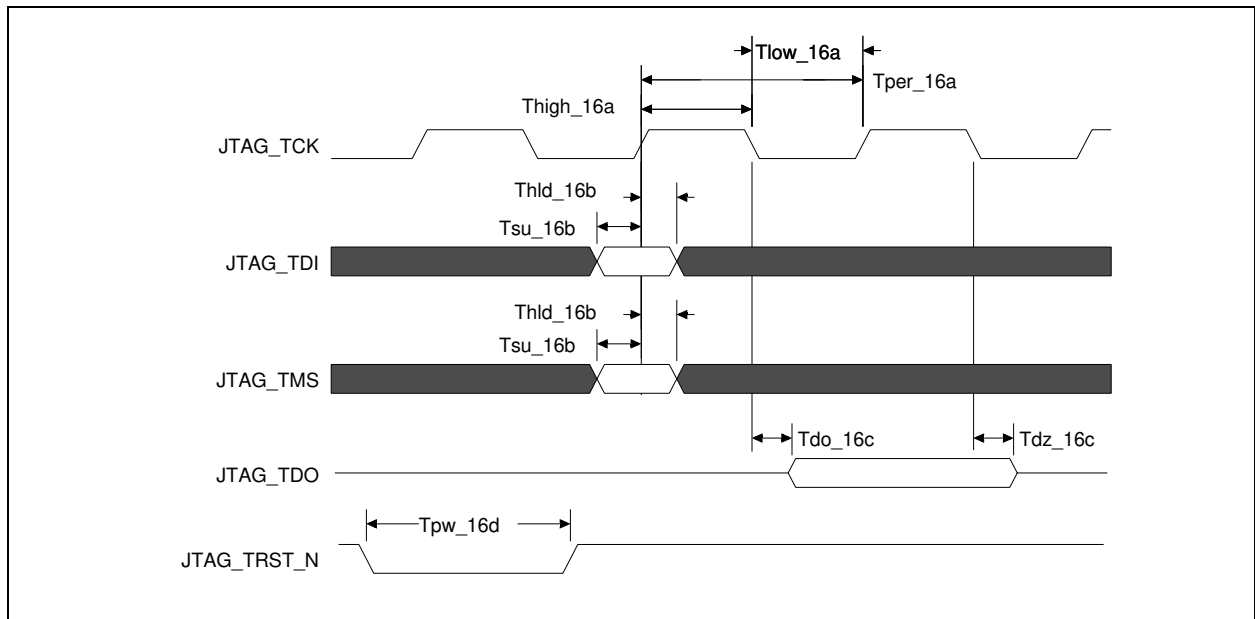 Tlow_16a
Tper_16a
Thigh_16a
JTAG_TCK
Thld_16b
Tsu_16b
JTAG_TDI
Thld_16b
Tsu_16b
JTAG_TMS
Tdo_16c
Tdz_16c
JTAG_TDO
Tpw_16d
JTAG_TRST_N